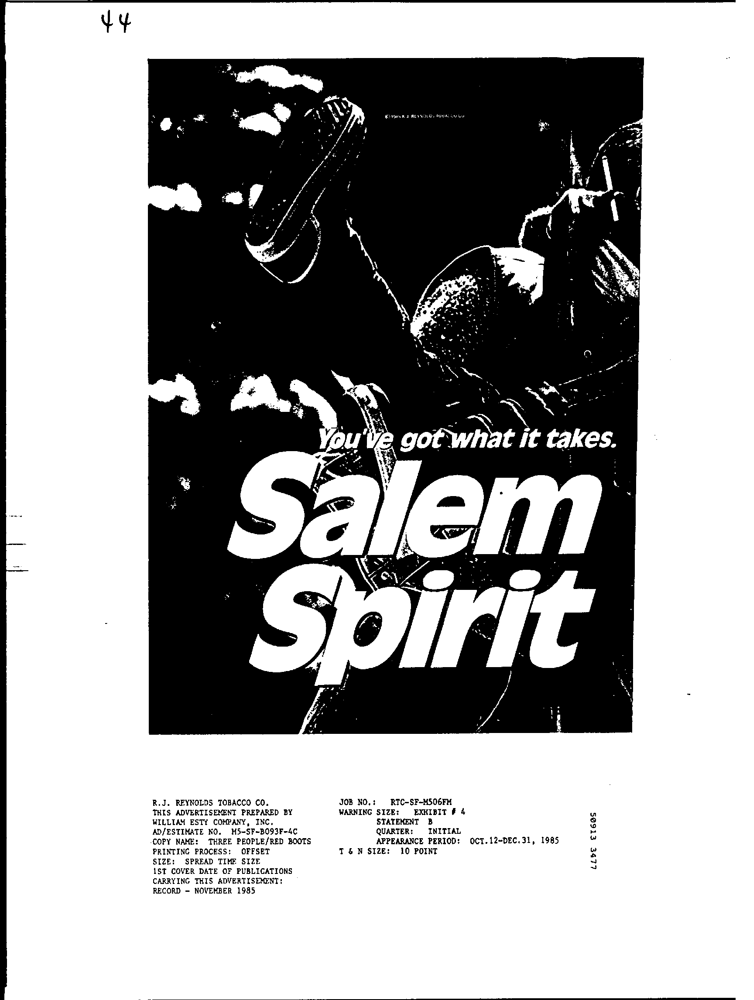 44
You've got what it takes.
Salem
Spirit
R.J. REYNOLDS TOBACCO CO.
THIS ADVERTISEMENT PREPARED BY
WILLIAM ESTY COMPANY, INC.
AD/ESTIMATE NO. M5-SF-B093F-4C
COPY NAME: THREE PEOPLE/RED BOOTS
PRINTING PROCESS: OFFSET
SIZE: SPREAD TIME SIZE
1ST COVER DATE OF PUBLICATIONS
CARRYING THIS ADVERTISEMENT:
RECORD - NOVEMBER 1985
JOB NO.: RTC-SF-M506FM
WARNING SIZE: EXHIBIT # 4
STATEMENT B
QUARTER: INITIAL
APPEARANCE PERIOD: OCT.12-DEC.31, 1985
T & N SIZE: 10 POINT
50913 3477